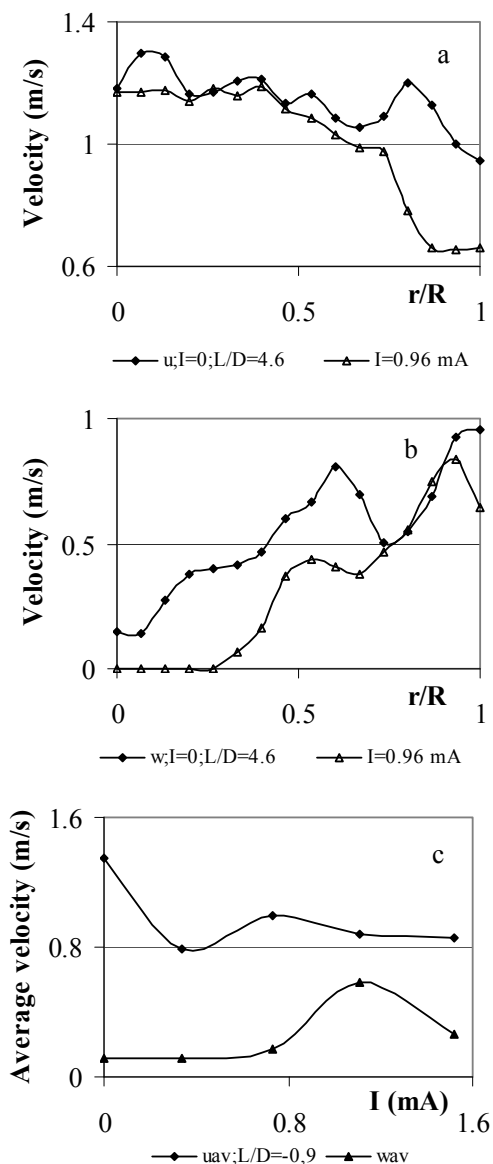 1.4
a
Velocity (m/s)
1
0.6
0
0.5
1
r/R
u;I=0;L/D=4.6
I=0.96 mA
1
b
Velocity (m/s)
0.5
0
0
0.5
1
r/R
w;I=0;L/D=4.6
I=0.96 mA
1.6
c
Average velocity (m/s)
0.8
0
0
0.8
1.6
I (mA)
uav;L/D=-0,9
wav